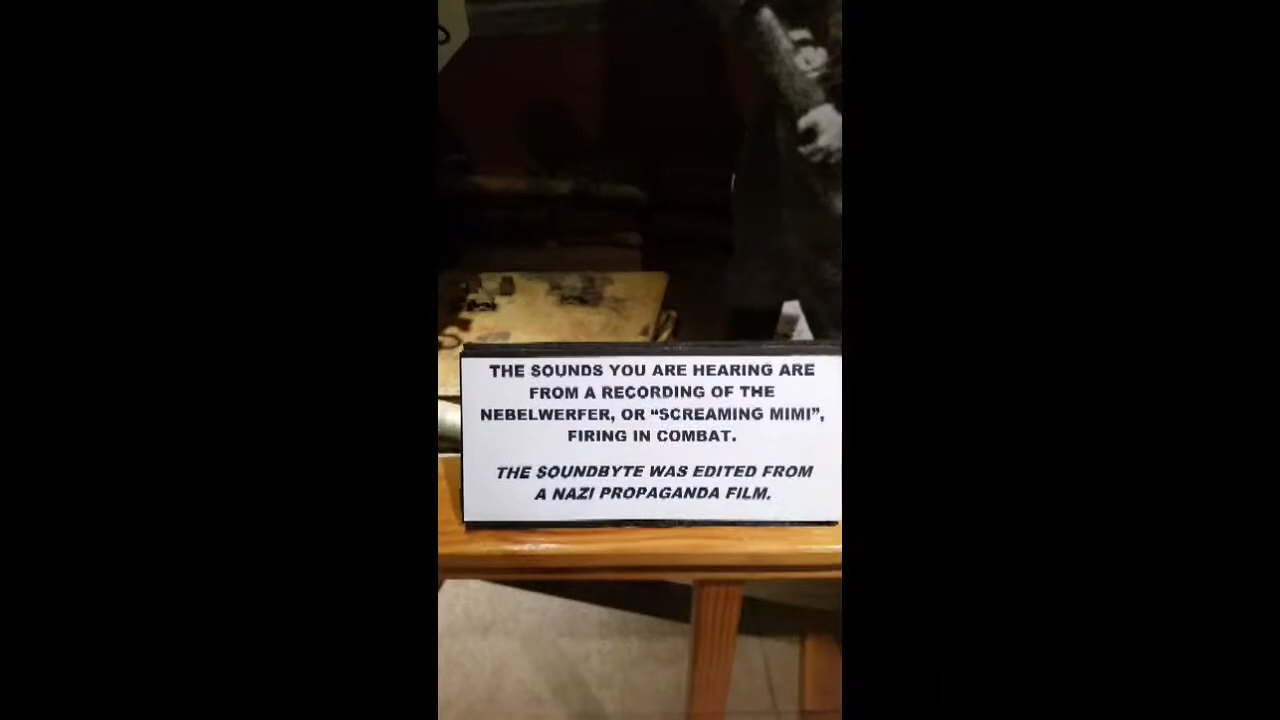 THE SOUNDS YOU ARE HEARING ARE
FROM A RECORDING OF THE
NEBELWERFER, OR “SCREAMING MIMI”,
FIRING IN COMBAT.
THE SOUNDBYTE WAS EDITED FROM
A NAZI PROPAGANDA FILM.